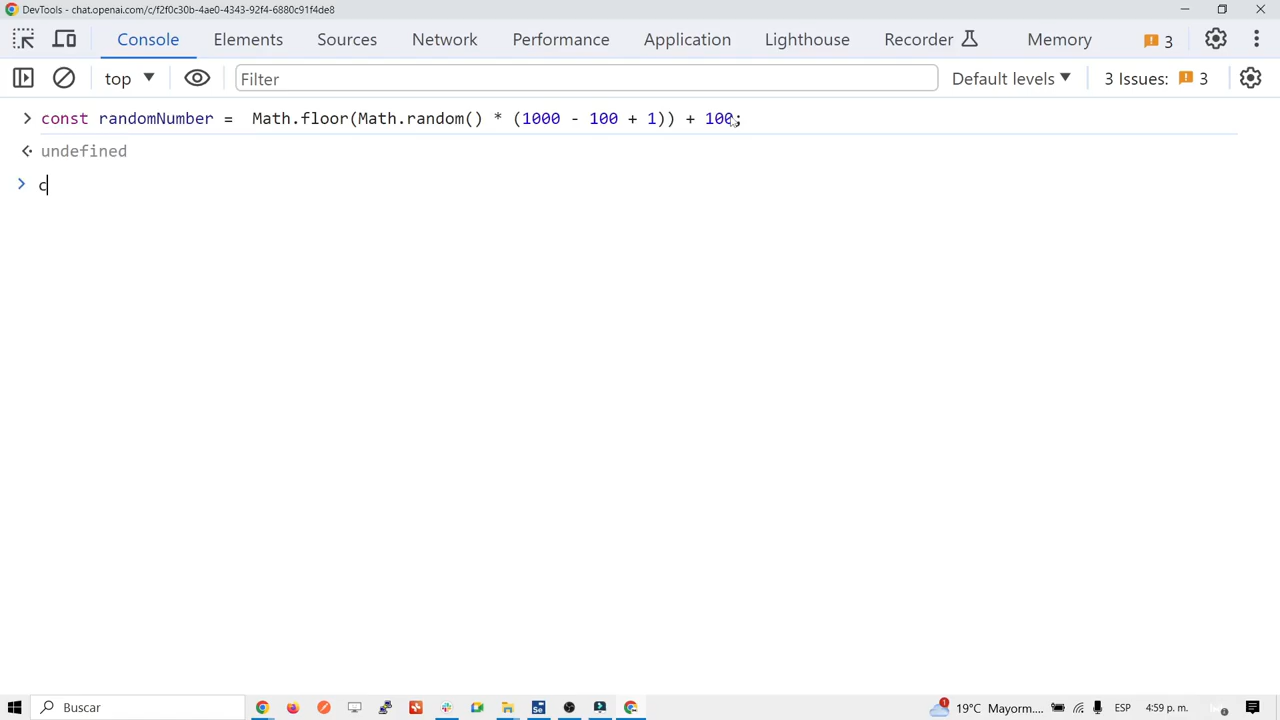 DevTools - chat.openai.com/c/f2f0c30b-4ae0-4343-92f4-6880c91f4de8
Console Elements Sources Network Performance Application Lighthouse Recorder Memory 3
top Filter Default levels 3 Issues: 3
> const randomNumber =  Math.floor(Math.random() * (1000 - 100 + 1)) + 100;
undefined
> c
Buscar 19°C Mayorm.... ESP 4:59 p. m.